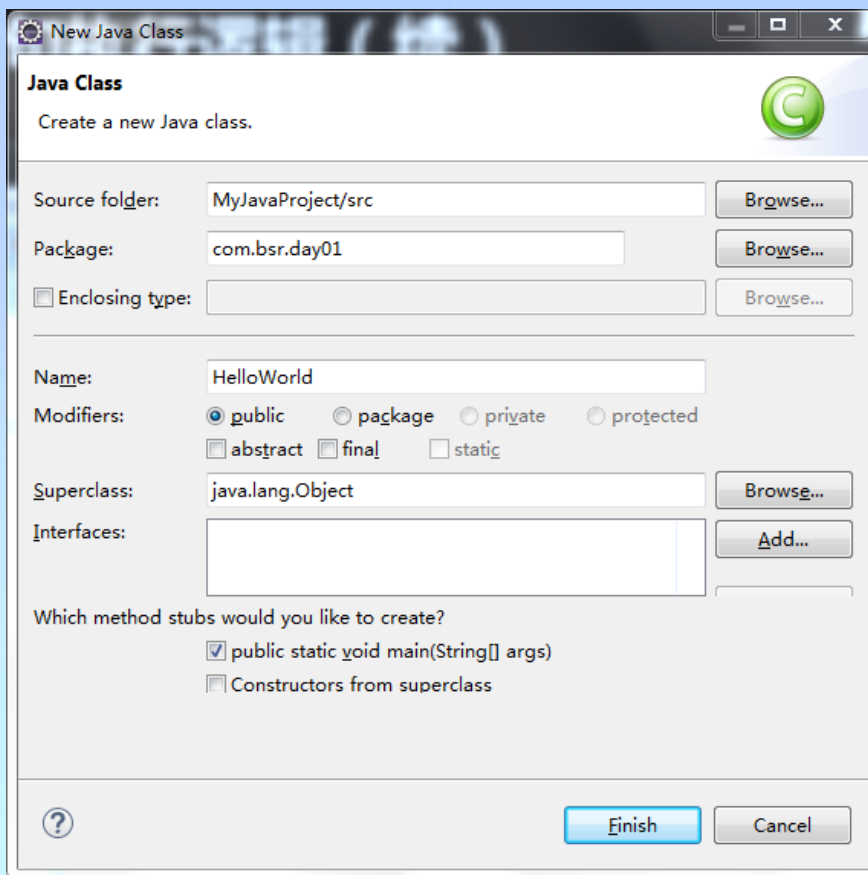 New Java Class
Java Class
Create a new Java class.
Source folder: MyJavaProject/src Browse...
Package: com.bsr.day01 Browse...
Enclosing type: Browse...
Name: HelloWorld
Modifiers: public package private protected
abstract final static
Superclass: java.lang.Object Browse...
Interfaces: Add...
Which method stubs would you like to create?
public static void main(String[] args)
Constructors from superclass
? Finish Cancel